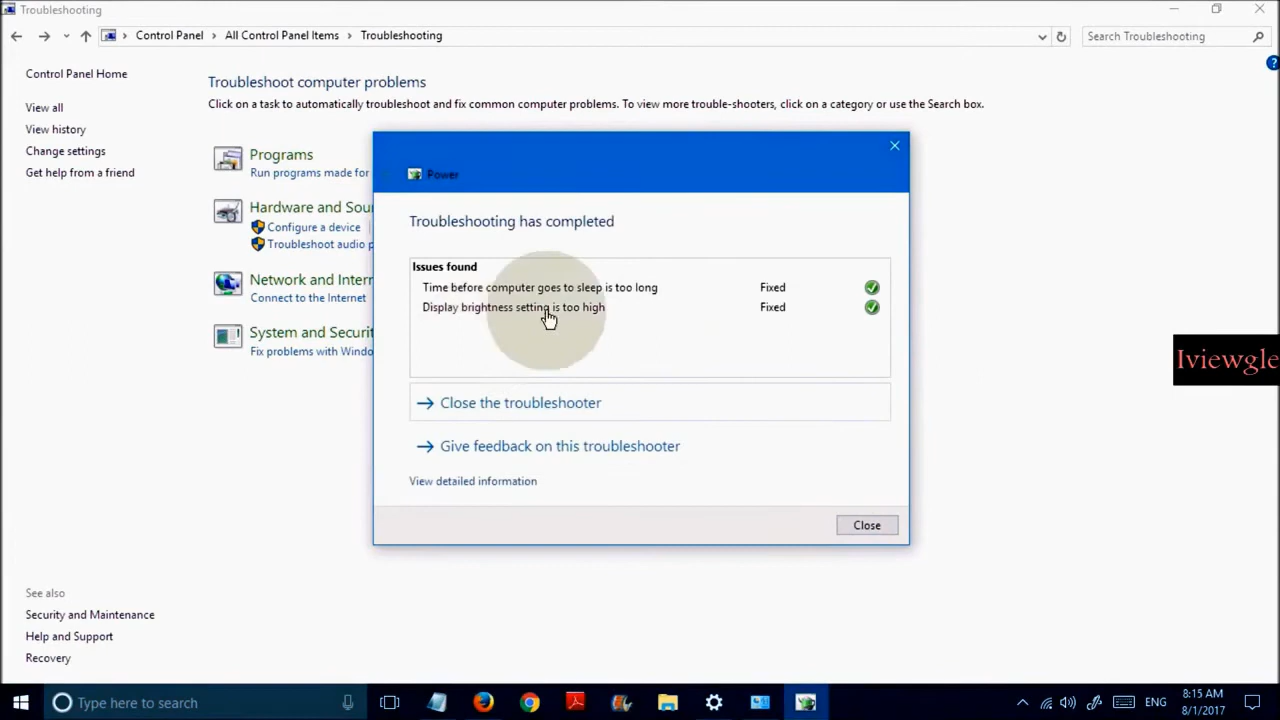 Troubleshooting
Control Panel
All Control Panel Items
Troubleshooting
Search Troubleshooting
Control Panel Home
View all
View history
Change settings
Get help from a friend
Troubleshoot computer problems
Click on a task to automatically troubleshoot and fix common computer problems. To view more trouble-shooters, click on a category or use the Search box.
Programs
Run programs made for
Hardware and Sou
Configure a device
Troubleshoot audio p
Network and Intern
Connect to the Internet
System and Securit
Fix problems with Windo
Power
Troubleshooting has completed
Issues found
Time before computer goes to sleep is too long Fixed
Display brightness setting is too high Fixed
Close the troubleshooter
Give feedback on this troubleshooter
View detailed information
Close
Iviewgle
See also
Security and Maintenance
Help and Support
Recovery
Type here to search
ENG
8:15 AM
8/1/2017